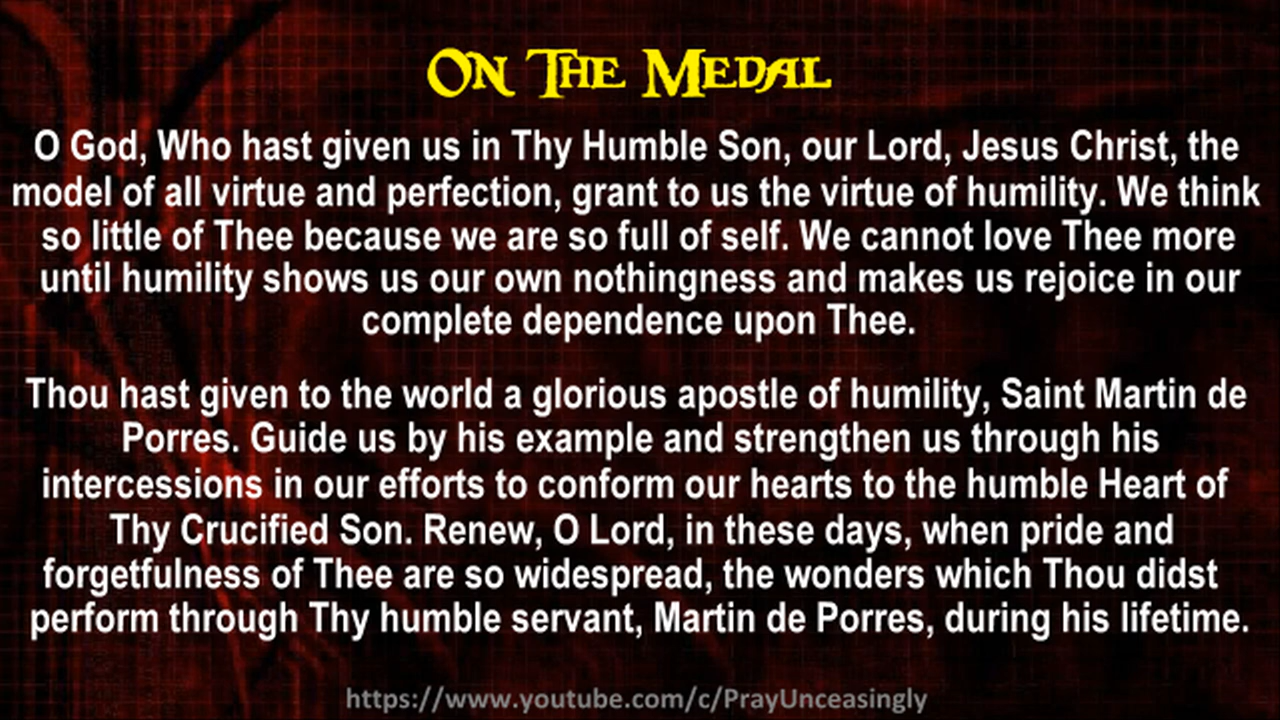 On The Medal
O God, Who hast given us in Thy Humble Son, our Lord, Jesus Christ, the
model of all virtue and perfection, grant to us the virtue of humility. We think
so little of Thee because we are so full of self. We cannot love Thee more
until humility shows us our own nothingness and makes us rejoice in our
complete dependence upon Thee.
Thou hast given to the world a glorious apostle of humility, Saint Martin de
Porres. Guide us by his example and strengthen us through his
intercessions in our efforts to conform our hearts to the humble Heart of
Thy Crucified Son. Renew, O Lord, in these days, when pride and
forgetfulness of Thee are so widespread, the wonders which Thou didst
perform through Thy humble servant, Martin de Porres, during his lifetime.
https://www.youtube.com/c/PrayUnceasingly